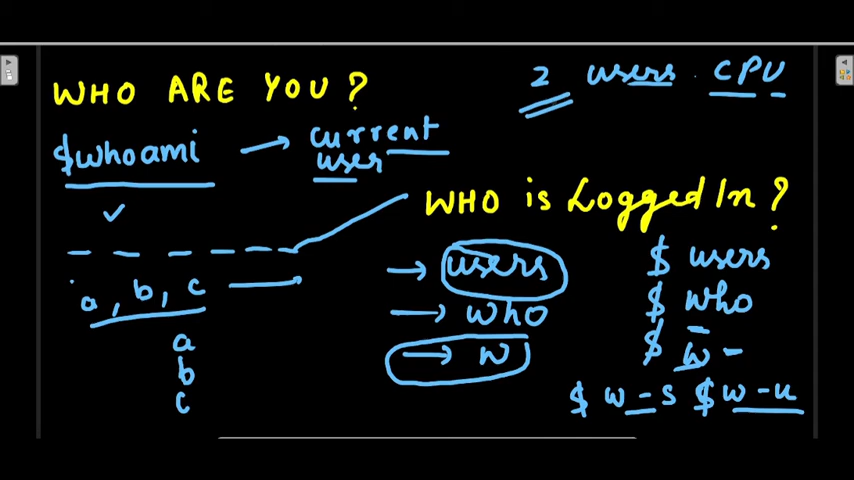 WHO ARE YOU?
2 users CPU
$whoami → current
user
✓
WHO is Logged In?
a, b, c
→ users
→ who
→ w
a
b
c
$ users
$ who
$ w -
$ w - s $ w - u